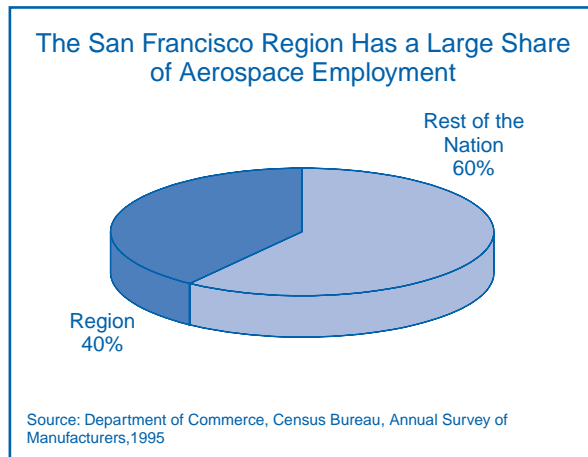 The San Francisco Region Has a Large Share
of Aerospace Employment
Rest of the
Nation
60%
Region
40%
Source: Department of Commerce, Census Bureau, Annual Survey of
Manufacturers,1995